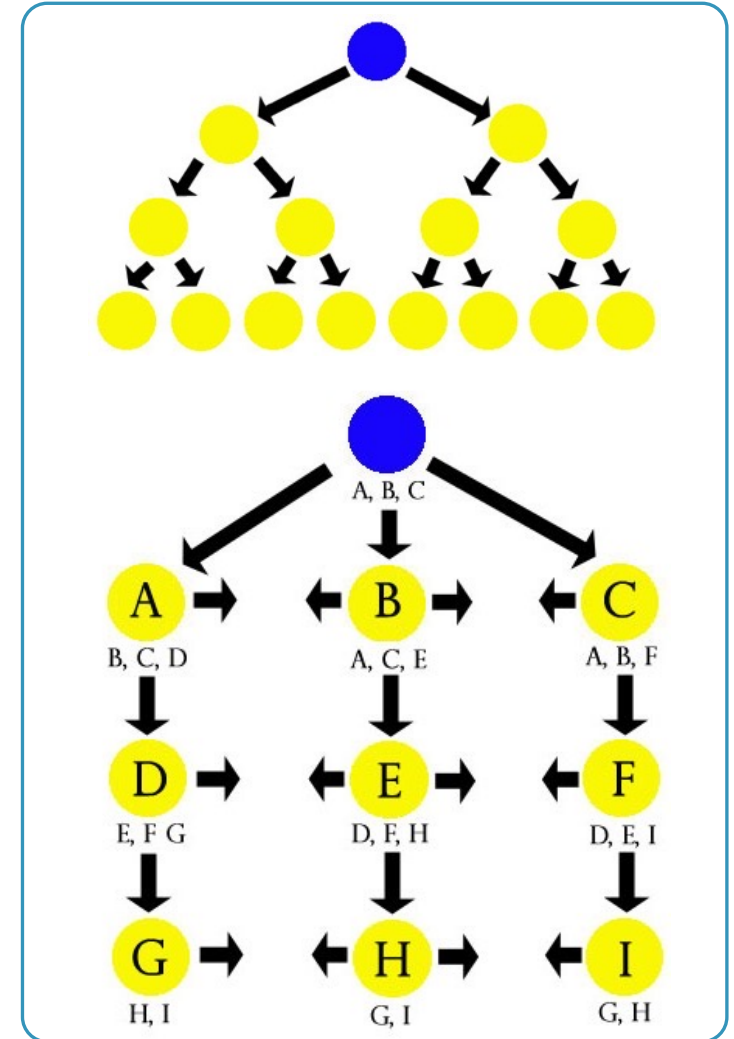 A, B, C
A B C
B, C, D A, C, E A, B, F
D E F
E, F G D, F, H D, E, I
G H I
H, I G, I G, H